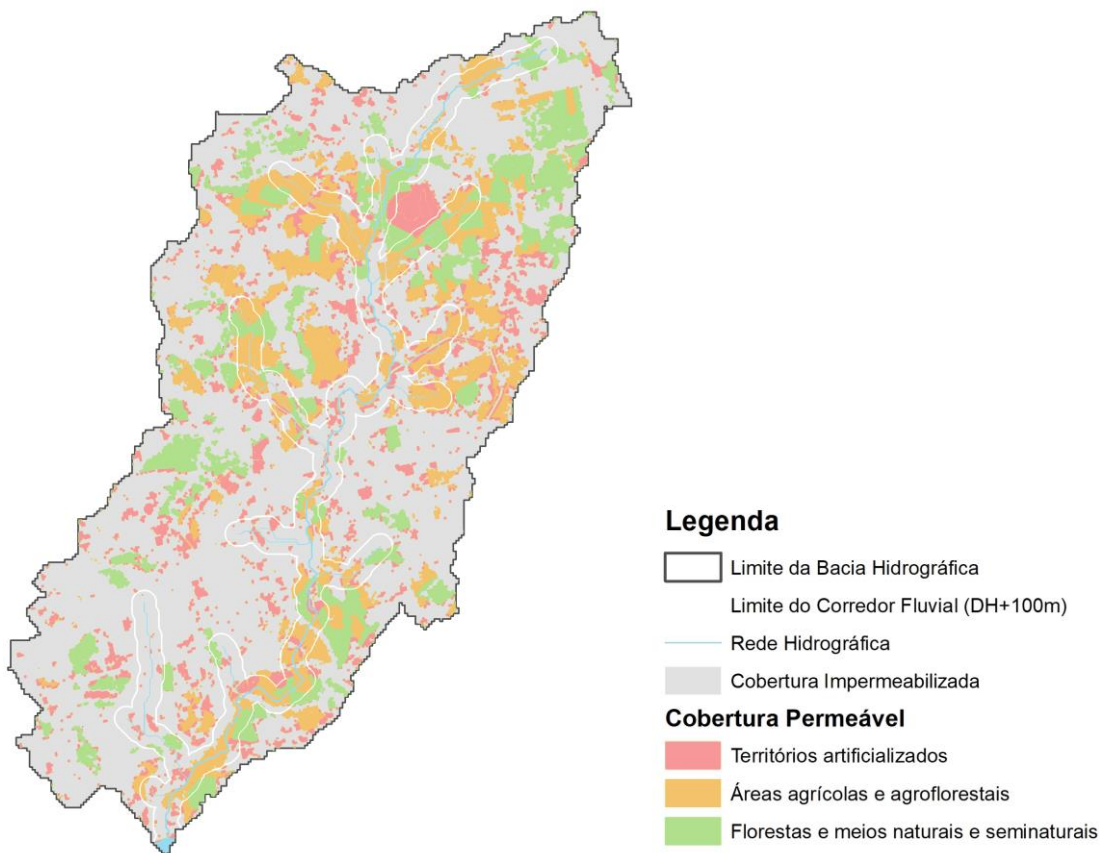 Legenda
Limite da Bacia Hidrográfica
Limite do Corredor Fluvial (DH+100m)
Rede Hidrográfica
Cobertura Impermeabilizada
Cobertura Permeável
Territórios artificializados
Áreas agrícolas e agroflorestais
Florestas e meios naturais e seminaturais